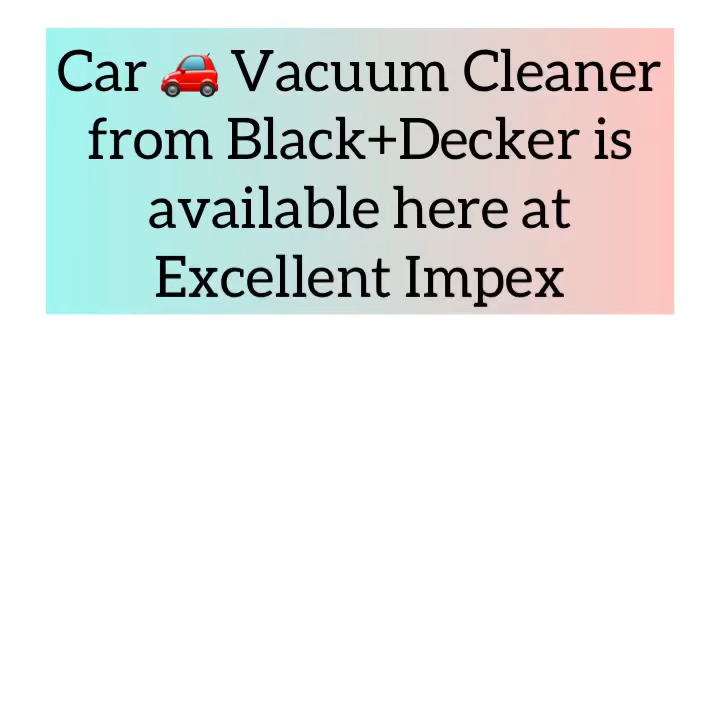 Car 🚗 Vacuum Cleaner
from Black+Decker is
available here at
Excellent Impex